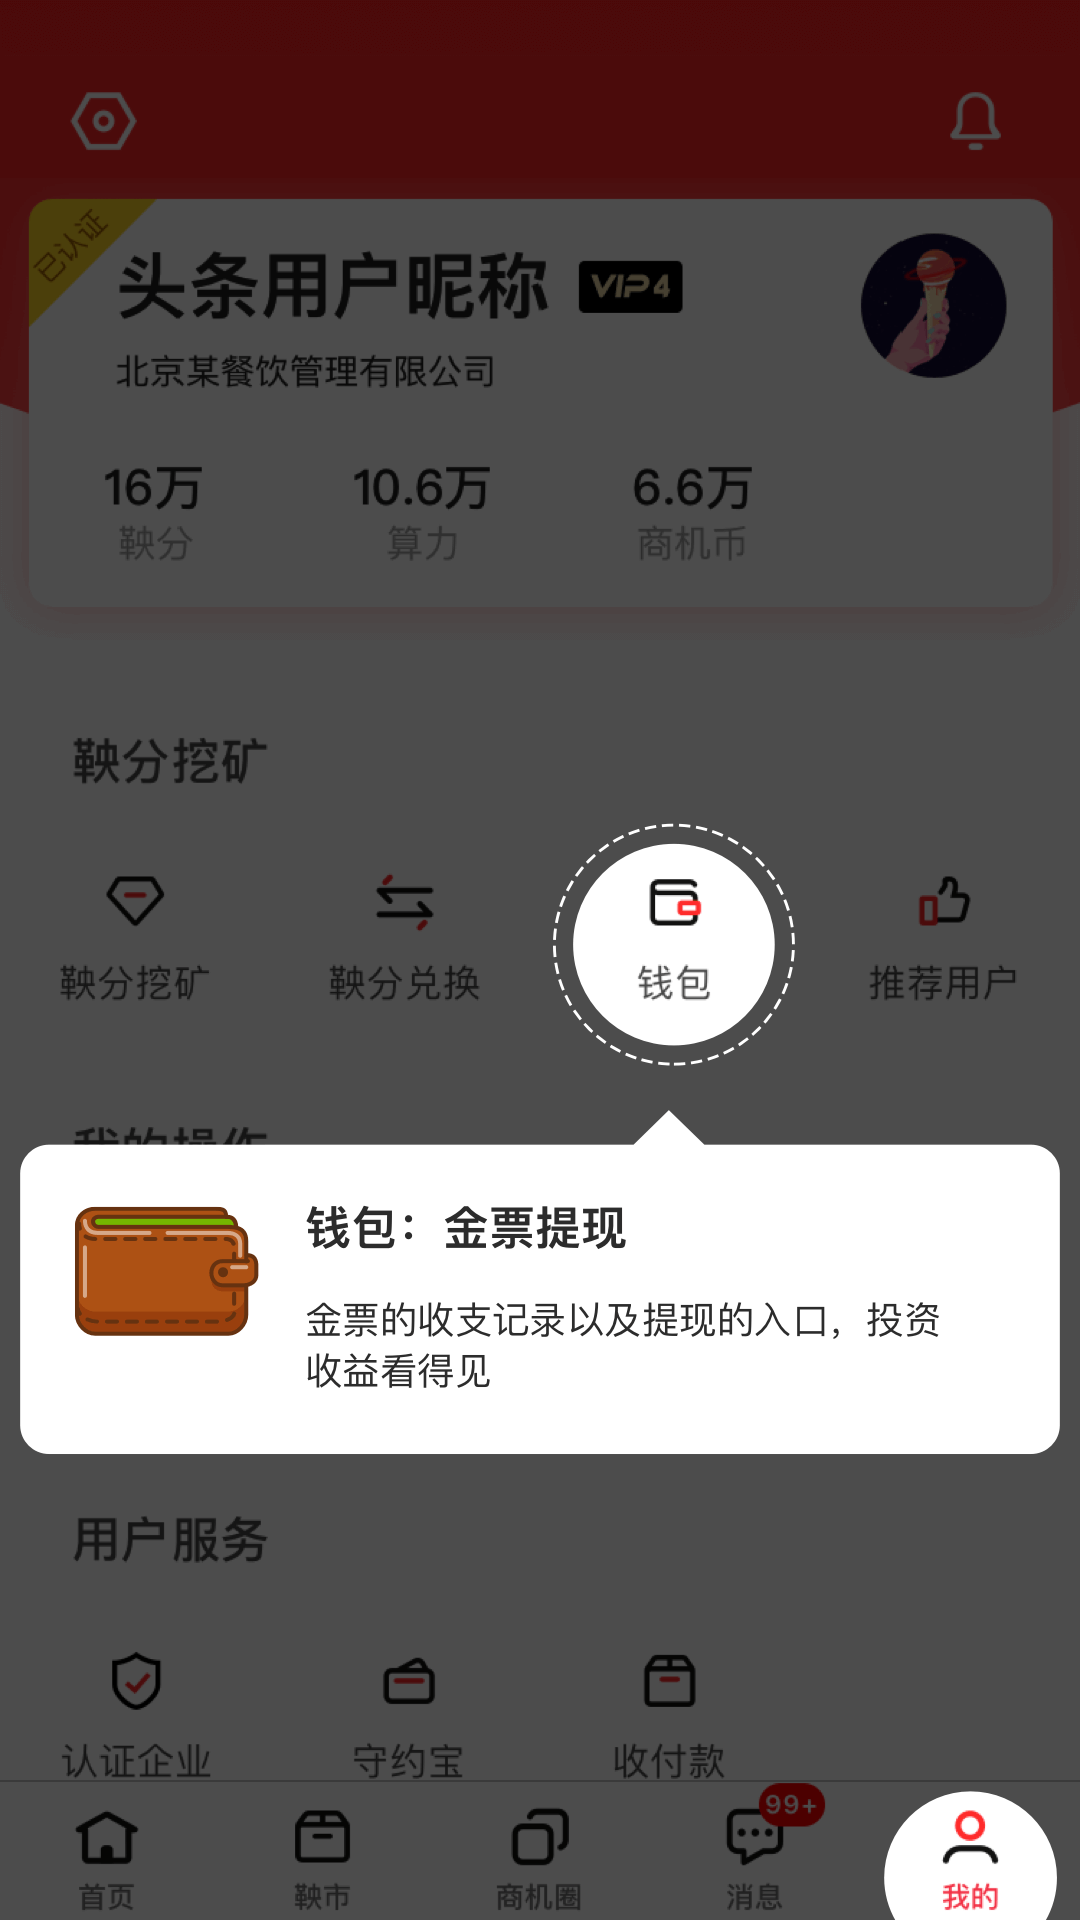 已认证
头条用户昵称 VIP4
北京某餐饮管理有限公司
16万 10.6万 6.6万
鞅分 算力 商机币
鞅分挖矿
鞅分挖矿 鞅分兑换 钱包 推荐用户
我的操作
钱包：金票提现
金票的收支记录以及提现的入口，投资
收益看得见
用户服务
认证企业 守约宝 收付款
99+
首页 鞅市 商机圈 消息 我的